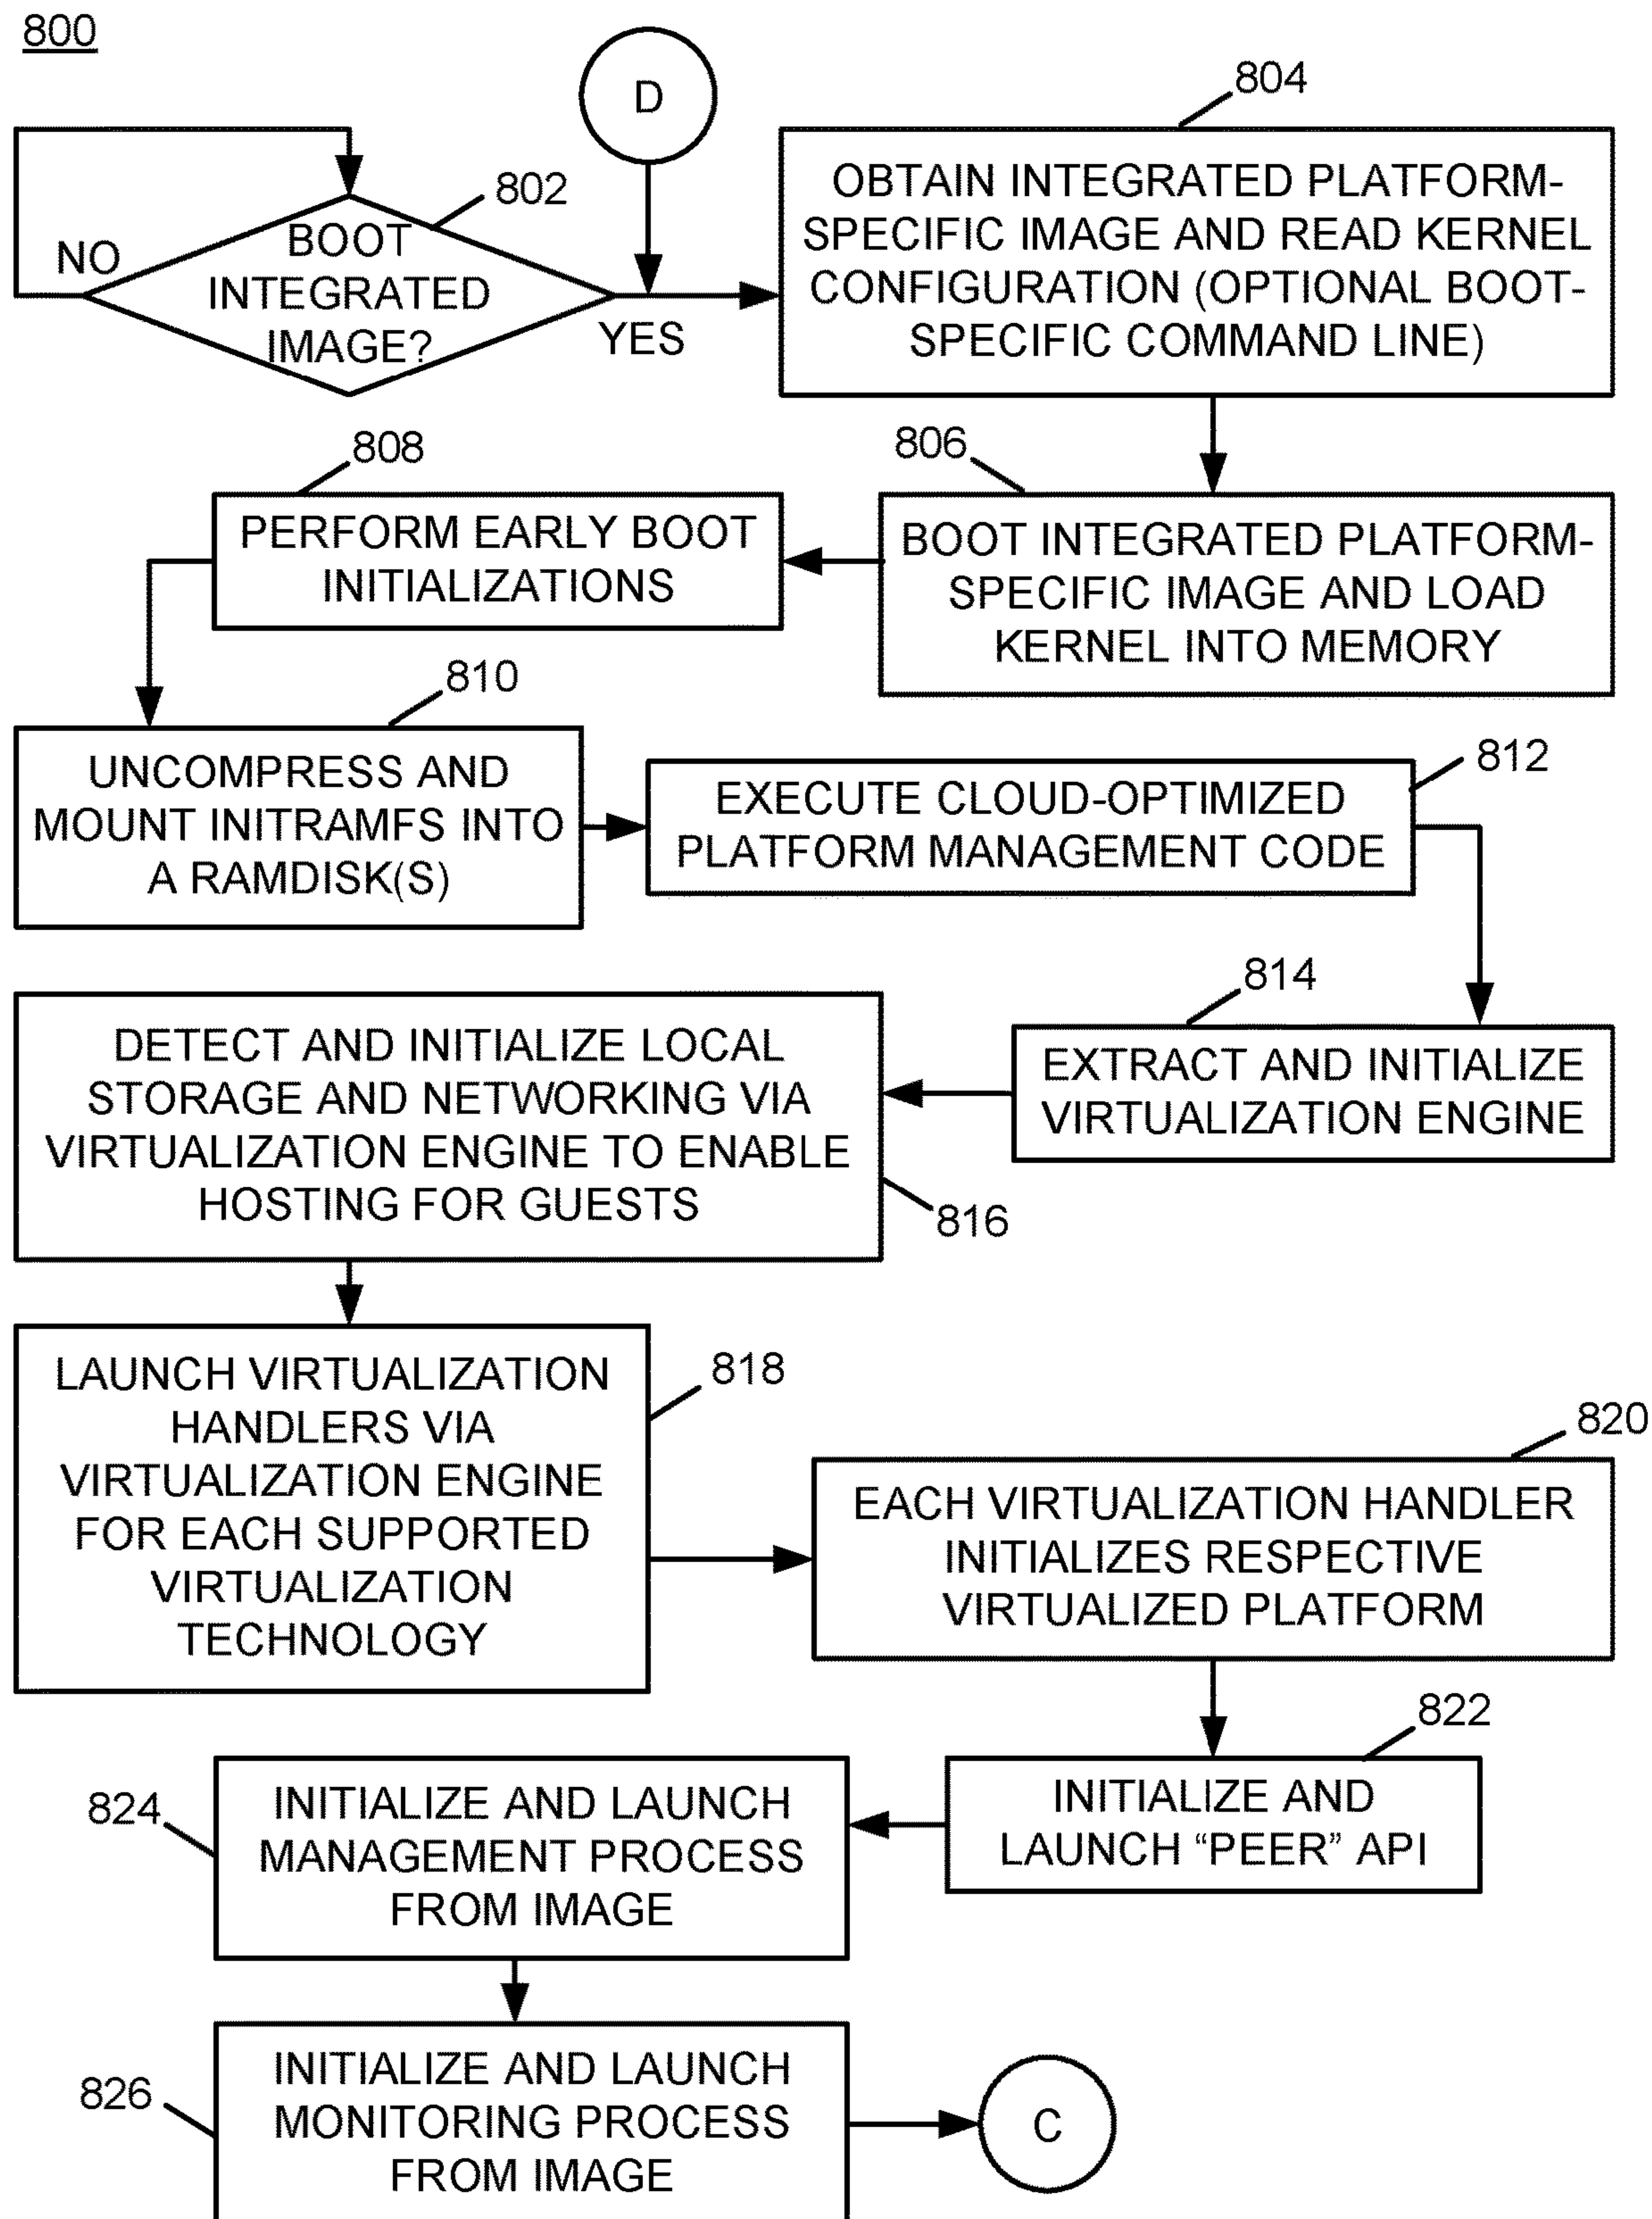 800
D
804
802
BOOT
INTEGRATED
IMAGE?
NO
YES
OBTAIN INTEGRATED PLATFORM-
SPECIFIC IMAGE AND READ KERNEL
CONFIGURATION (OPTIONAL BOOT-
SPECIFIC COMMAND LINE)
806
BOOT INTEGRATED PLATFORM-
SPECIFIC IMAGE AND LOAD
KERNEL INTO MEMORY
808
PERFORM EARLY BOOT
INITIALIZATIONS
810
UNCOMPRESS AND
MOUNT INITRAMFS INTO
A RAMDISK(S)
812
EXECUTE CLOUD-OPTIMIZED
PLATFORM MANAGEMENT CODE
814
EXTRACT AND INITIALIZE
VIRTUALIZATION ENGINE
DETECT AND INITIALIZE LOCAL
STORAGE AND NETWORKING VIA
VIRTUALIZATION ENGINE TO ENABLE
HOSTING FOR GUESTS
816
LAUNCH VIRTUALIZATION
HANDLERS VIA
VIRTUALIZATION ENGINE
FOR EACH SUPPORTED
VIRTUALIZATION
TECHNOLOGY
818
820
EACH VIRTUALIZATION HANDLER
INITIALIZES RESPECTIVE
VIRTUALIZED PLATFORM
822
INITIALIZE AND
LAUNCH “PEER” API
824
INITIALIZE AND LAUNCH
MANAGEMENT PROCESS
FROM IMAGE
826
INITIALIZE AND LAUNCH
MONITORING PROCESS
FROM IMAGE
C